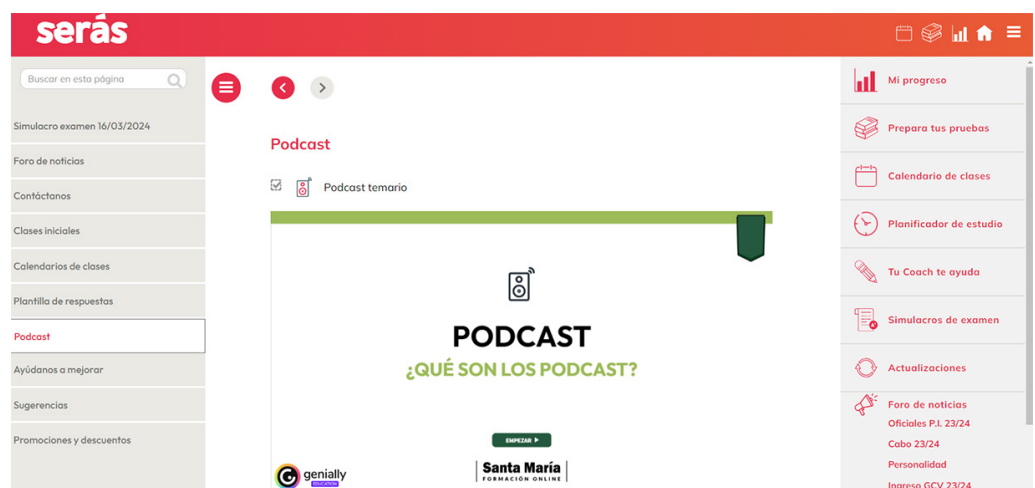 serás
Buscar en esta página
Simulacro examen 16/03/2024
Foro de noticias
Contáctanos
Clases iniciales
Calendarios de clases
Plantilla de respuestas
Podcast
Ayúdanos a mejorar
Sugerencias
Promociones y descuentos
Podcast
Podcast temario
PODCAST
¿QUÉ SON LOS PODCAST?
EMPEZAR
genially
EDUCATION
Santa María
FORMACIÓN ONLINE
Mi progreso
Prepara tus pruebas
Calendario de clases
Planificador de estudio
Tu Coach te ayuda
Simulacros de examen
Actualizaciones
Foro de noticias
Oficiales P.I. 23/24
Cabo 23/24
Personalidad
Ingreso GCV 23/24